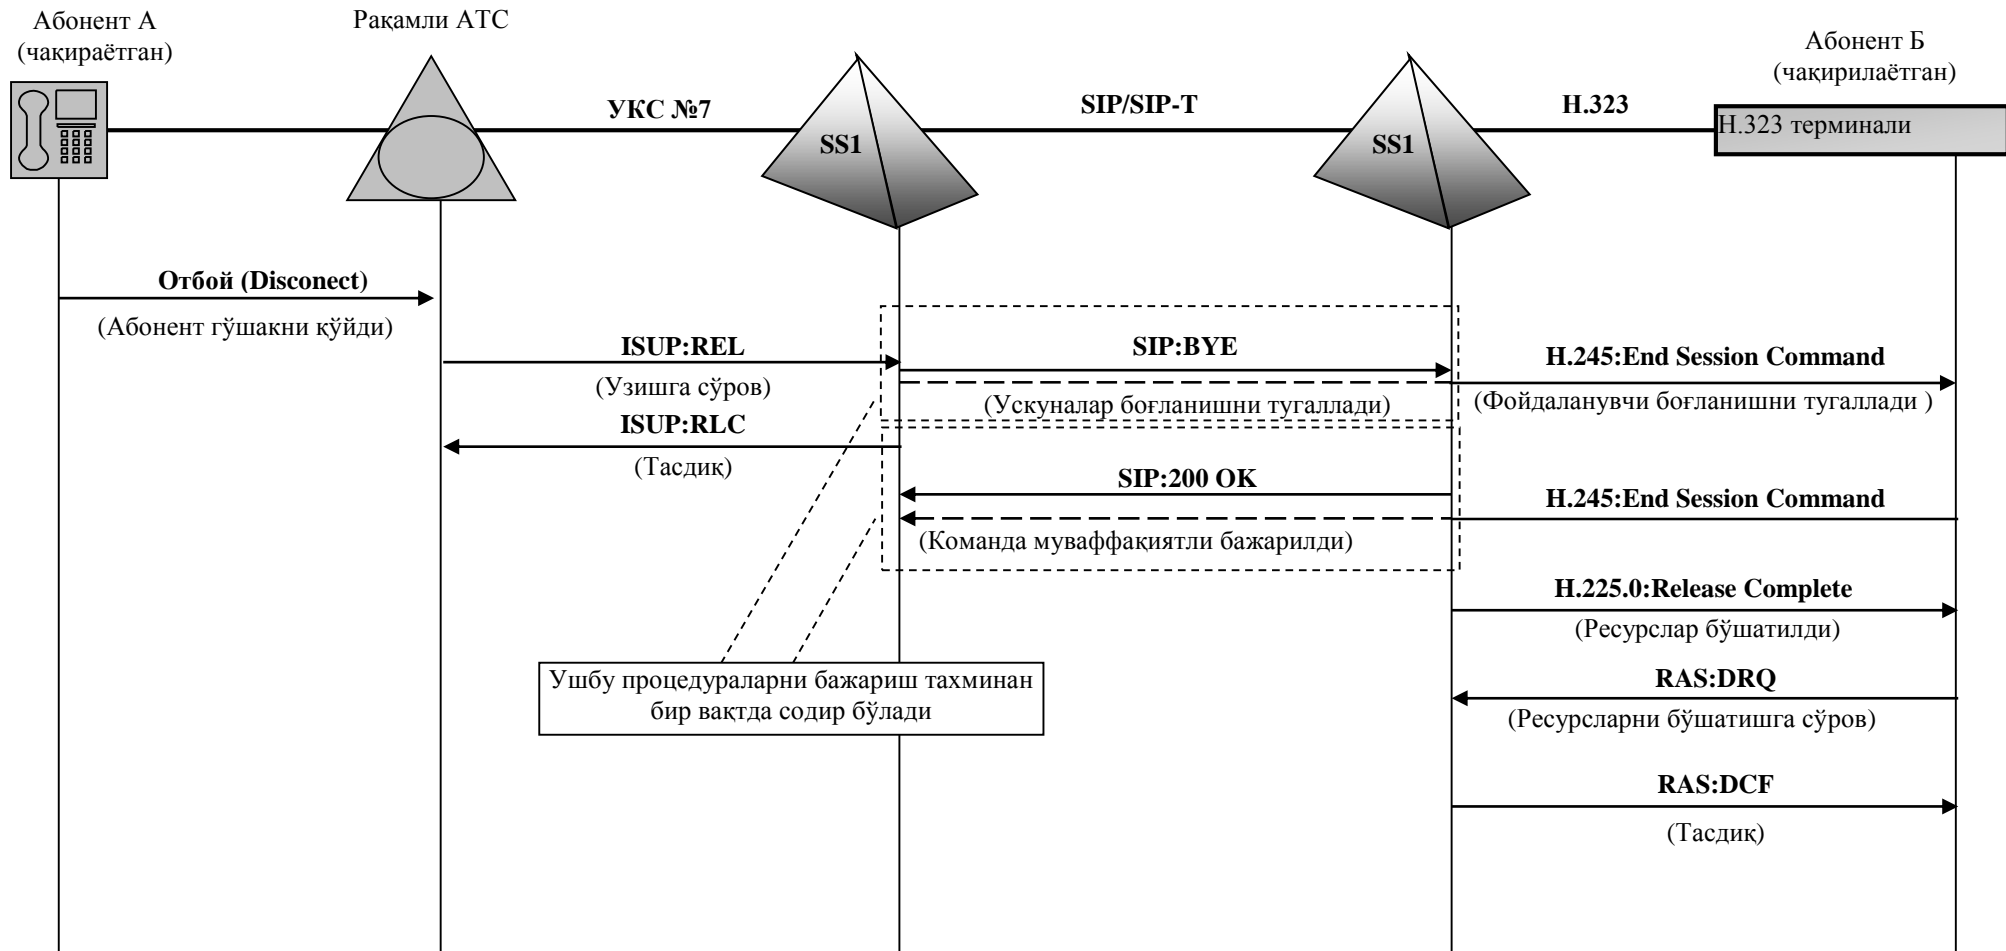 Абонент А
(чақираётган)
Рақамли АТС
Абонент Б
(чақирилаётган)
УКС №7
SIP/SIP-T
H.323
SS1
SS1
H.323 терминали
Отбой (Disconect)
(Абонент гўшакни қўйди)
ISUP:REL
(Узишга сўров)
SIP:BYE
(Ускуналар боғланишни тугаллади)
H.245:End Session Command
(Фойдаланувчи боғланишни тугаллади )
ISUP:RLC
(Тасдиқ)
SIP:200 OK
(Команда муваффақиятли бажарилди)
H.245:End Session Command
H.225.0:Release Complete
(Ресурслар бўшатилди)
Ушбу процедураларни бажариш тахминан
бир вақтда содир бўлади
RAS:DRQ
(Ресурсларни бўшатишга сўров)
RAS:DCF
(Тасдиқ)